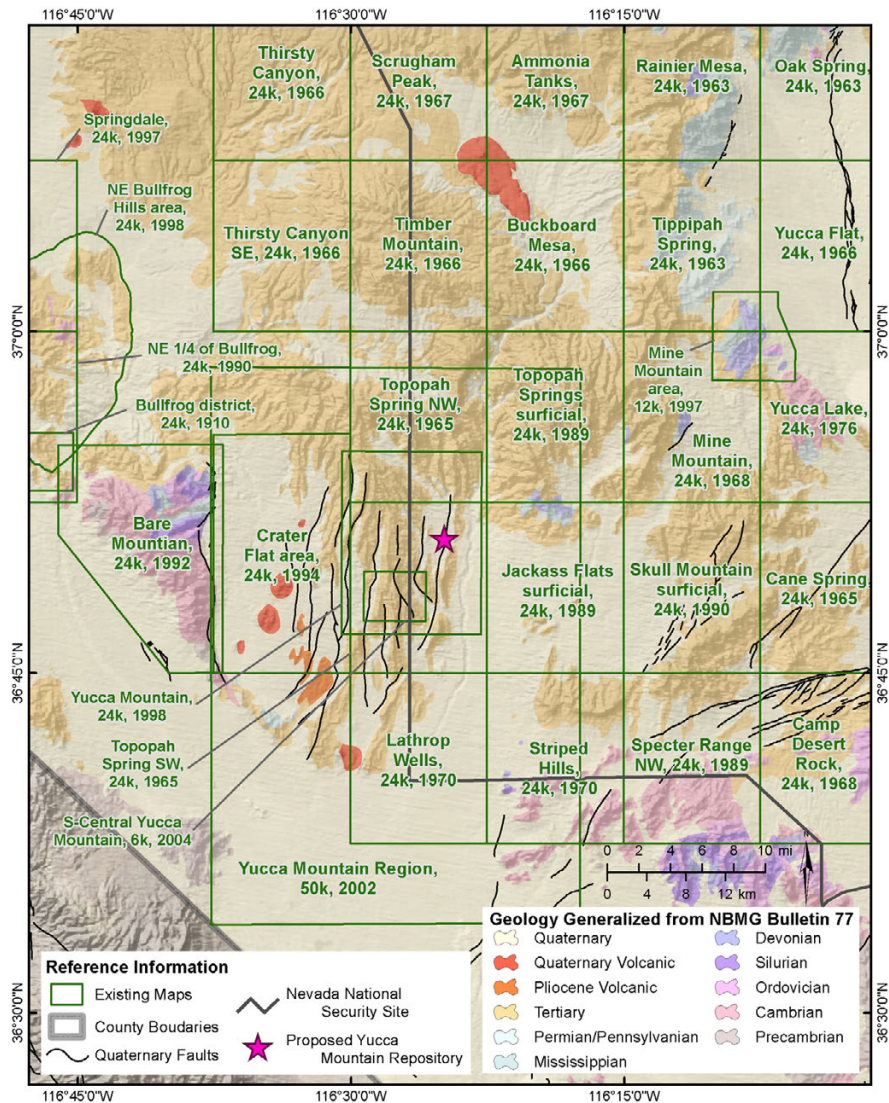 116°45'0"W
116°30'0"W
116°15'0"W
Thirsty
Canyon,
24k, 1966
Scrugham
Peak,
24k, 1967
Ammonia
Tanks,
24k, 1967
Rainier Mesa,
24k, 1963
Oak Spring,
24k, 1963
Springdale,
24k, 1997
NE Bullfrog
Hills area,
24k, 1998
Thirsty Canyon
SE, 24k, 1966
Timber
Mountain,
24k, 1966
Buckboard
Mesa,
24k, 1966
Tippipah
Spring,
24k, 1963
Yucca Flat,
24k, 1966
37°0'0"N
37°0'0"N
NE 1/4 of Bullfrog,
24k, 1990
Bullfrog district,
24k, 1910
Topopah
Spring NW,
24k, 1965
Topopah
Springs
surficial,
24k, 1989
Mine
Mountain
area,
12k, 1997
Yucca Lake,
24k, 1976
Mine
Mountain,
24k, 1968
Bare
Mountian,
24k, 1992
Crater
Flat area,
24k, 1994
Jackass Flats
surficial,
24k, 1989
Skull Mountain
surficial,
24k, 1990
Cane Spring,
24k, 1965
36°45'0"N
36°45'0"N
Yucca Mountain,
24k, 1998
Topopah
Spring SW,
24k, 1965
S-Central Yucca
Mountain, 6k, 2004
Lathrop
Wells,
24k, 1970
Striped
Hills,
24k, 1970
Specter Range
NW, 24k, 1989
Camp
Desert
Rock,
24k, 1968
Yucca Mountain Region,
50k, 2002
0 2 4 6 8 10 mi
0 4 8 12 km
Reference Information
Existing Maps
County Boudaries
Quaternary Faults
Nevada National
Security Site
Proposed Yucca
Mountain Repository
Geology Generalized from NBMG Bulletin 77
Quaternary
Quaternary Volcanic
Pliocene Volcanic
Tertiary
Permian/Pennsylvanian
Mississippian
Devonian
Silurian
Ordovician
Cambrian
Precambrian
36°30'0"N
36°30'0"N
116°45'0"W
116°30'0"W
116°15'0"W